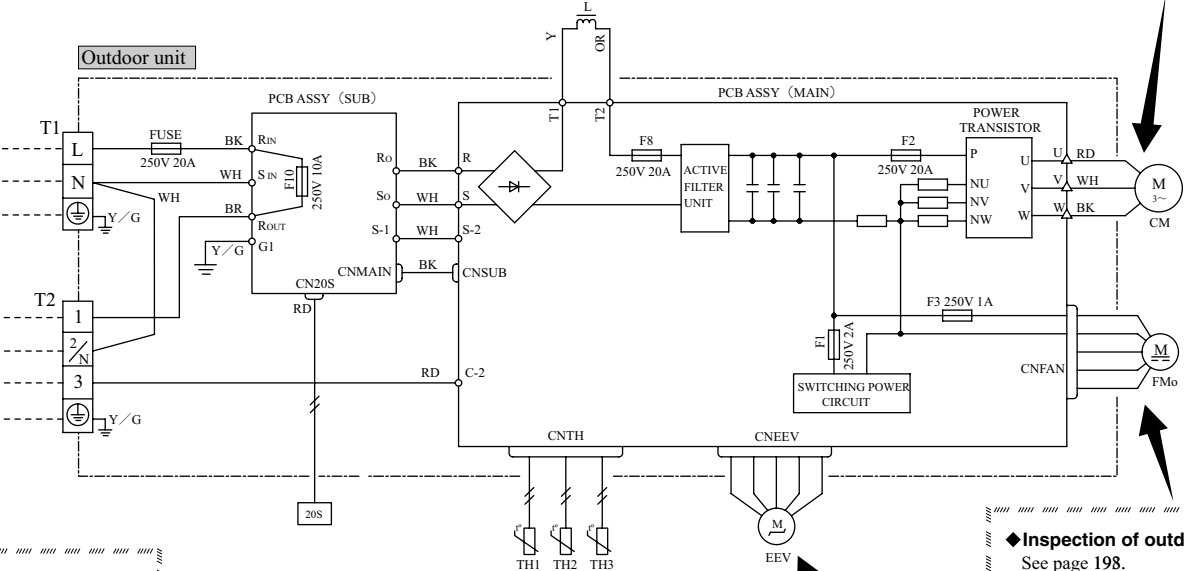 L
Y
OR
Outdoor unit
PCB ASSY（SUB）
PCB ASSY（MAIN）
T1
T2
POWER
TRANSISTOR
T1
L
FUSE
250V 20A
BK
RIN
F10
250V 10A
RO
BK
R
F8
250V 20A
ACTIVE
FILTER
UNIT
F2
250V 20A
P
U
U
RD
N
WH
S IN
WH
SO
WH
S
NU
NV
NW
V
V
WH
W
W
BK
M
3～
CM
Y／G
BR
ROUT
S-1
WH
S-2
Y／G
G1
CNMAIN
BK
CNSUB
CN20S
RD
T2
1
2／N
3
RD
C-2
F3 250V 1A
F1
250V 2A
SWITCHING POWER
CIRCUIT
CNFAN
M
FMo
Y／G
CNTH
CNEEV
20S
t°
t°
t°
TH1
TH2
TH3
M
EEV
◆Inspection of outd
See page 198.